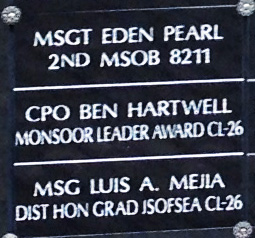 MSGT EDEN PEARL
2ND MSOB 8211
CPO BEN HARTWELL
MONSOOR LEADER AWARD CL-26
MSG LUIS A. MEJIA
DIST HON GRAD JSOFSEA CL-26